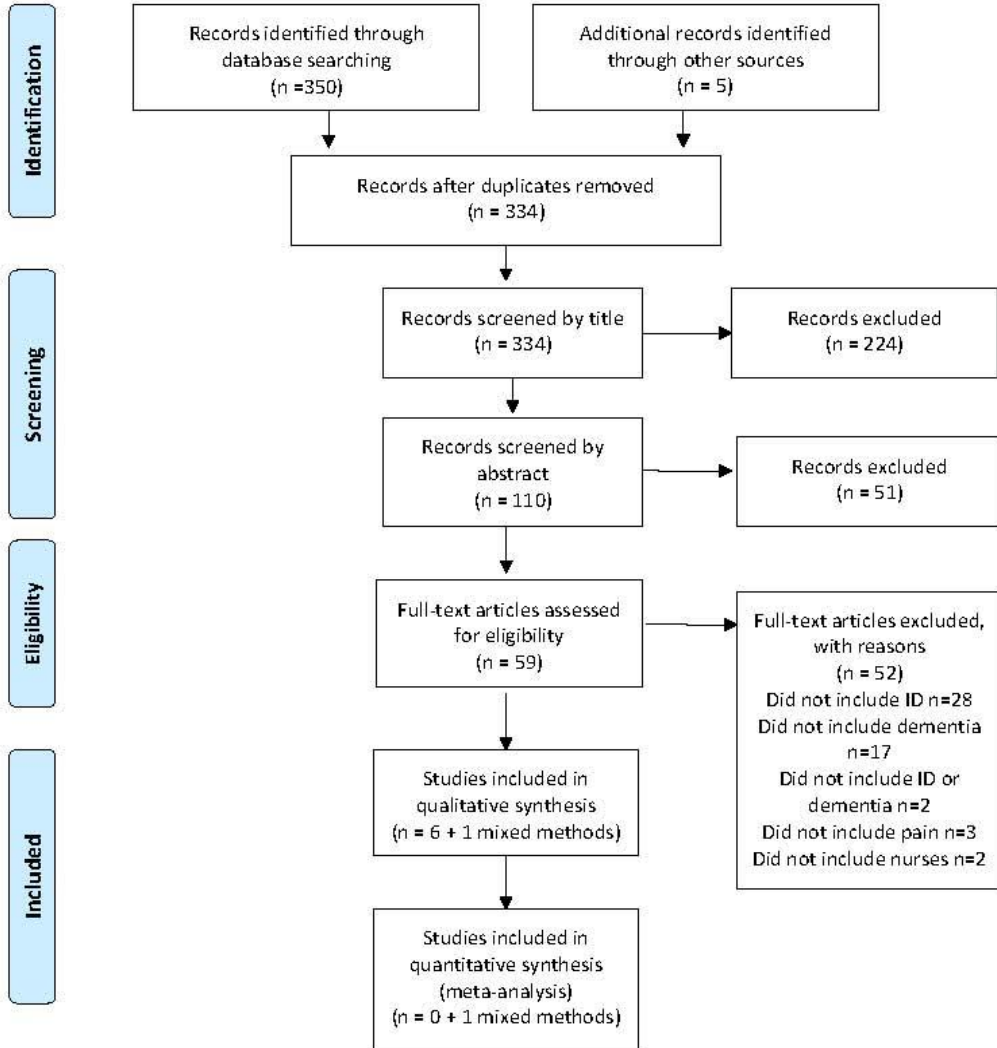 Identification
Records identified through
database searching
(n =350)
Additional records identified
through other sources
(n = 5)
Records after duplicates removed
(n = 334)
Screening
Records screened by title
(n = 334)
Records excluded
(n = 224)
Records screened by
abstract
(n = 110)
Records excluded
(n = 51)
Eligibility
Full-text articles assessed
for eligibility
(n = 59)
Full-text articles excluded,
with reasons
(n = 52)
Did not include ID n=28
Did not include dementia
n=17
Did not include ID or
dementia n=2
Did not include pain n=3
Did not include nurses n=2
Included
Studies included in
qualitative synthesis
(n = 6 + 1 mixed methods)
Studies included in
quantitative synthesis
(meta-analysis)
(n = 0 + 1 mixed methods)